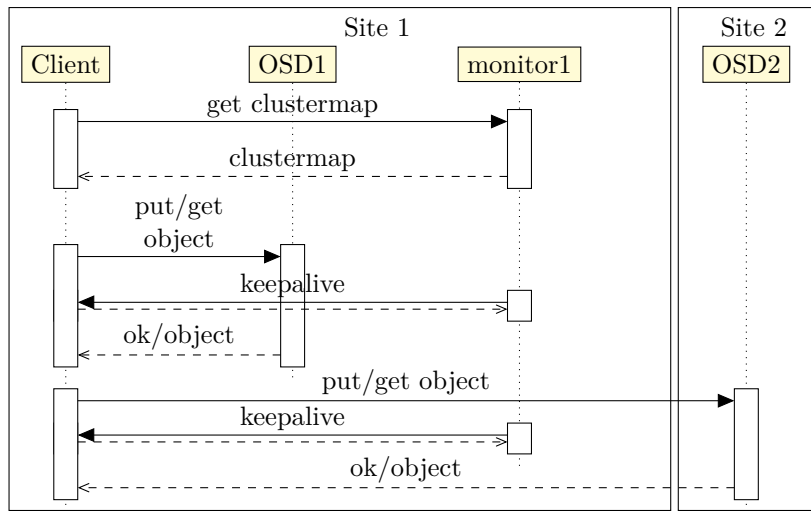 Site 1
Site 2
Client
OSD1
monitor1
OSD2
get clustermap
clustermap
put/get
object
keepalive
ok/object
put/get object
keepalive
ok/object